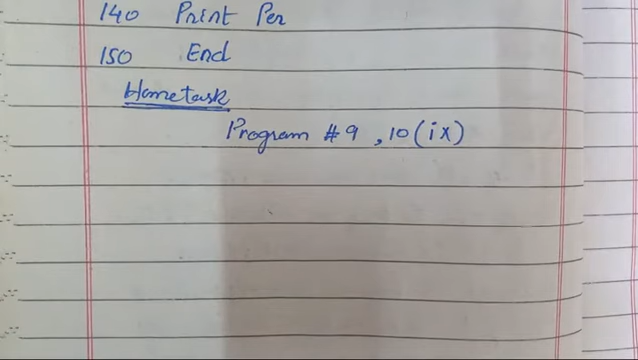 140 Print Per
150 End
Hometask
Program # 9 , 10 (ix)